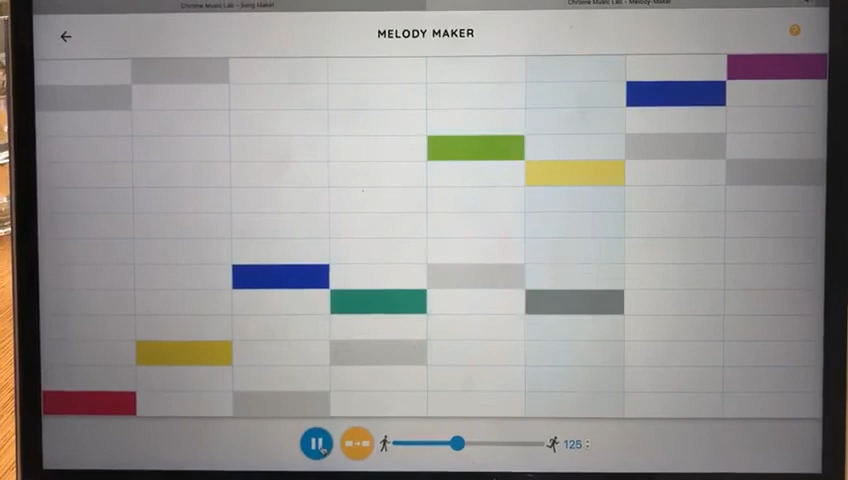 Chrome Music Lab - Song Maker
Chrome Music Lab - Melody-Maker
MELODY MAKER
?
125